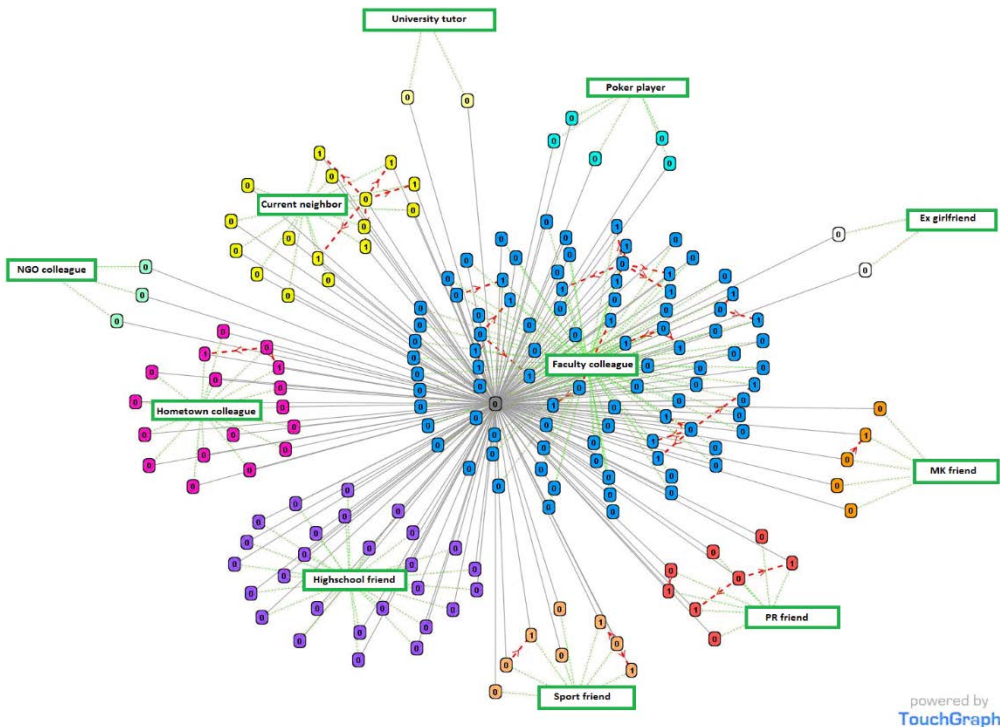 University tutor
Poker player
Current neighbor
Ex girlfriend
NGO colleague
Faculty colleague
Hometown colleague
MK friend
Highschool friend
PR friend
Sport friend
powered by
TouchGraph